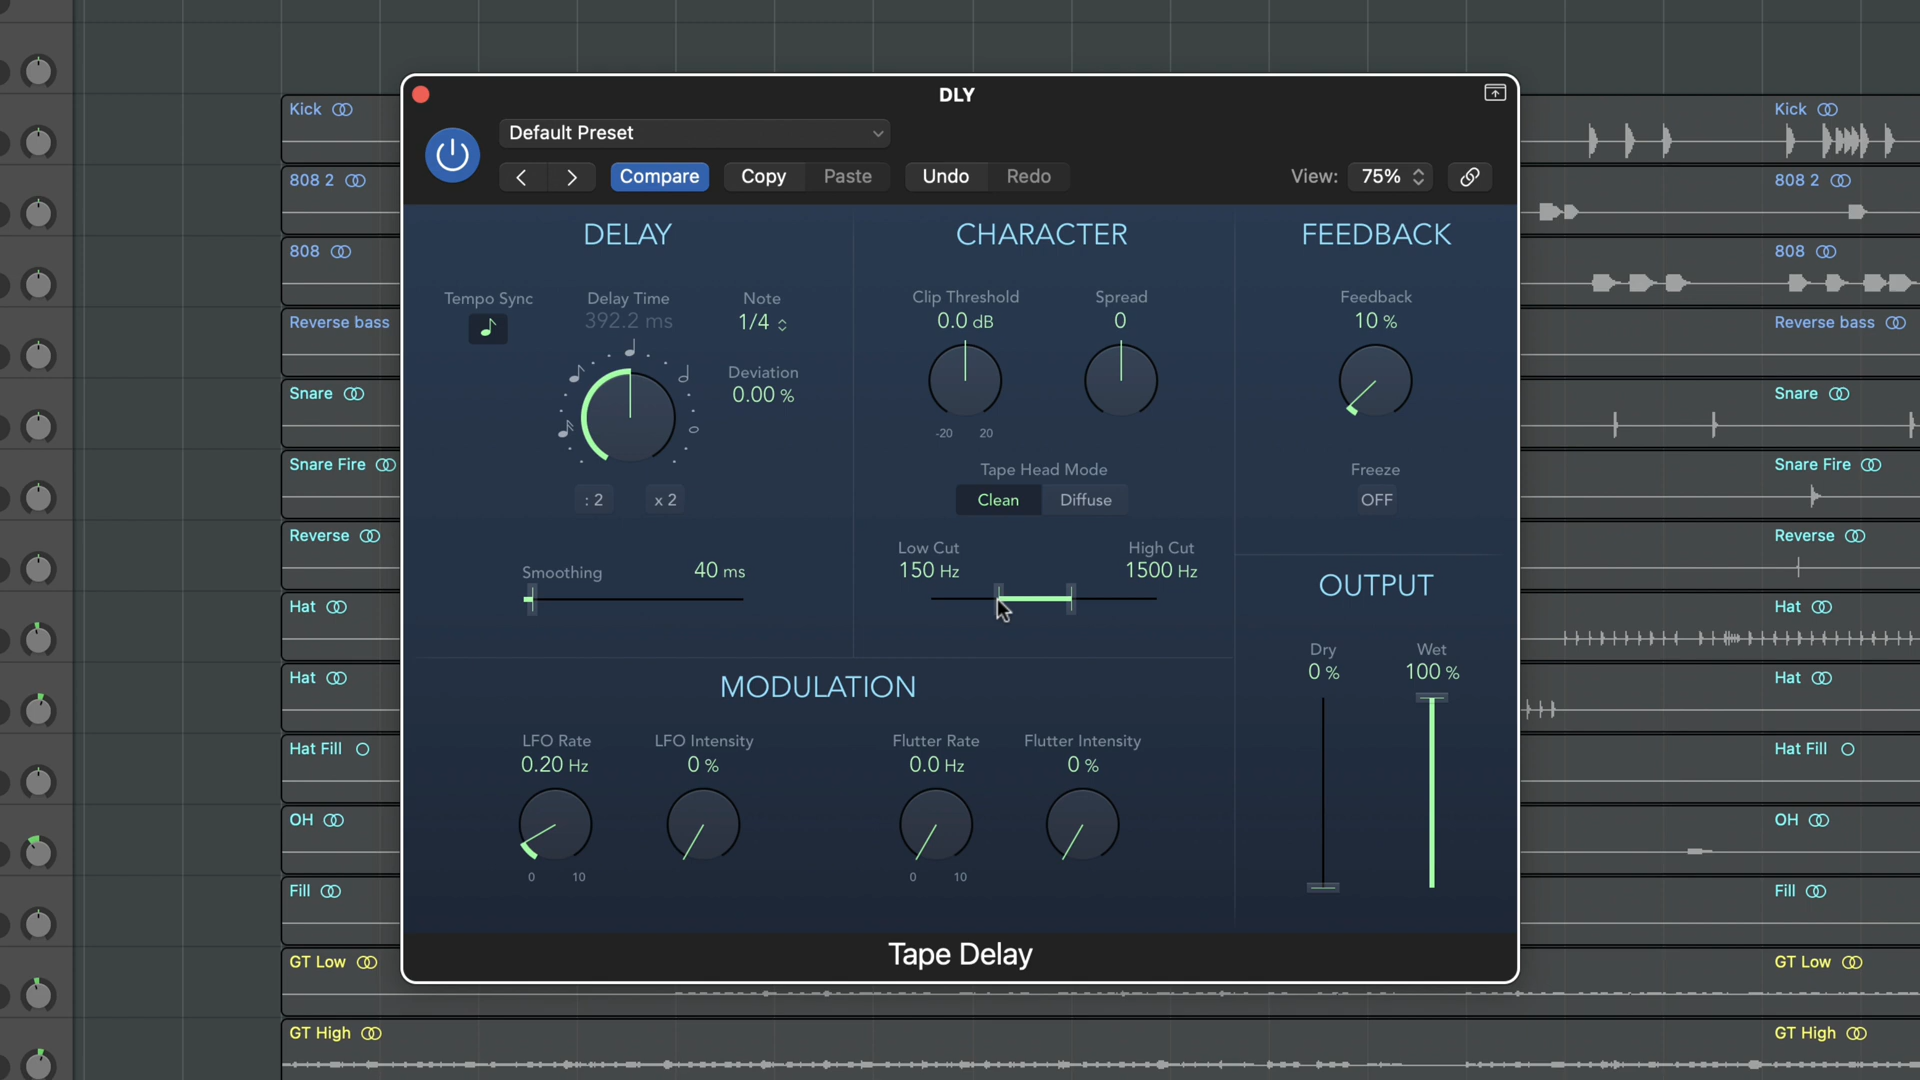 DLY
Default Preset
Compare Copy Paste Undo Redo View: 75%
DELAY
Tempo Sync
Delay Time
392.2 ms
Note
1/4
Deviation
0.00 %
: 2
x 2
Smoothing 40 ms
CHARACTER
Clip Threshold
0.0 dB
-20 20
Spread
0
Tape Head Mode
Clean Diffuse
Low Cut
150 Hz
High Cut
1500 Hz
FEEDBACK
Feedback
10 %
Freeze
OFF
MODULATION
LFO Rate
0.20 Hz
0 10
LFO Intensity
0 %
Flutter Rate
0.0 Hz
0 10
Flutter Intensity
0 %
OUTPUT
Dry
0 %
Wet
100 %
Tape Delay
Kick
808 2
808
Reverse bass
Snare
Snare Fire
Reverse
Hat
Hat
Hat Fill
OH
Fill
GT Low
GT High
Kick
808 2
808
Reverse bass
Snare
Snare Fire
Reverse
Hat
Hat
Hat Fill
OH
Fill
GT Low
GT High